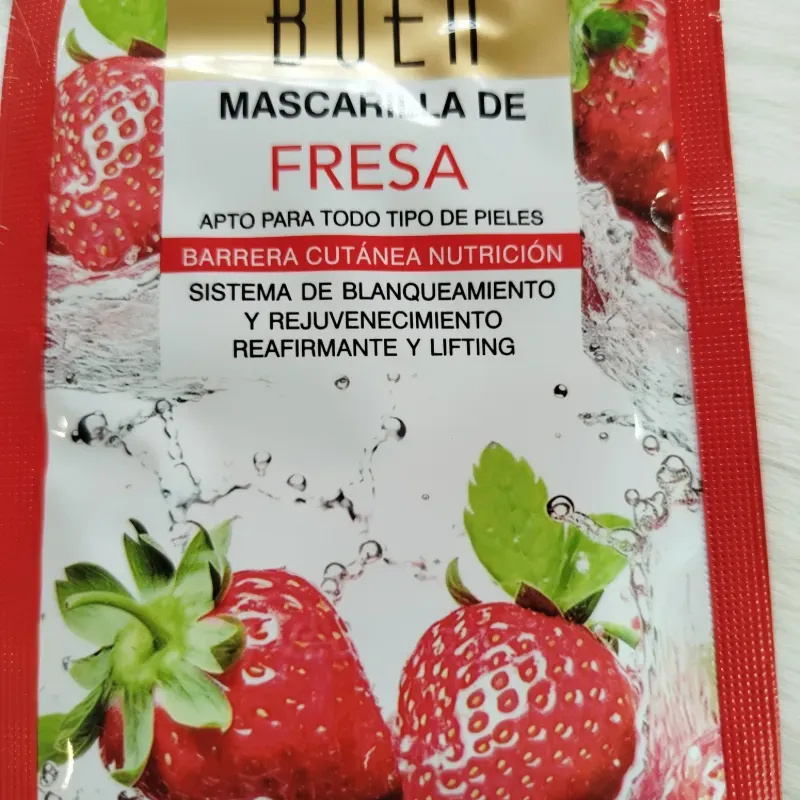 MASCARILLA DE
FRESA
APTO PARA TODO TIPO DE PIELES
BARRERA CUTÁNEA NUTRICIÓN
SISTEMA DE BLANQUEAMIENTO
Y REJUVENECIMIENTO
REAFIRMANTE Y LIFTING